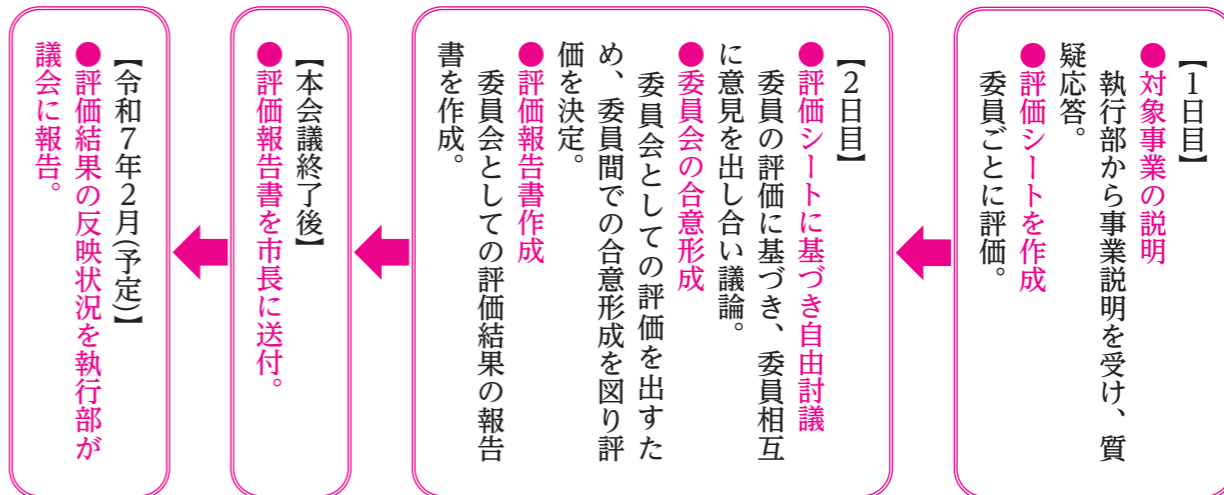 【1日目】
●対象事業の説明
執行部から事業説明を受け、質
疑応答。
●評価シートを作成
委員ごとに評価。
【2日目】
●評価シートに基づき自由討議
委員の評価に基づき、委員相互
に意見を出し合い議論。
●委員会の合意形成
委員会としての評価を出すた
め、委員間での合意形成を図り評
価を決定。
●評価報告書作成
委員会としての評価結果の報告
書を作成。
【本会議終了後】
●評価報告書を市長に送付。
【令和7年2月(予定)】
●評価結果の反映状況を執行部が
議会に報告。